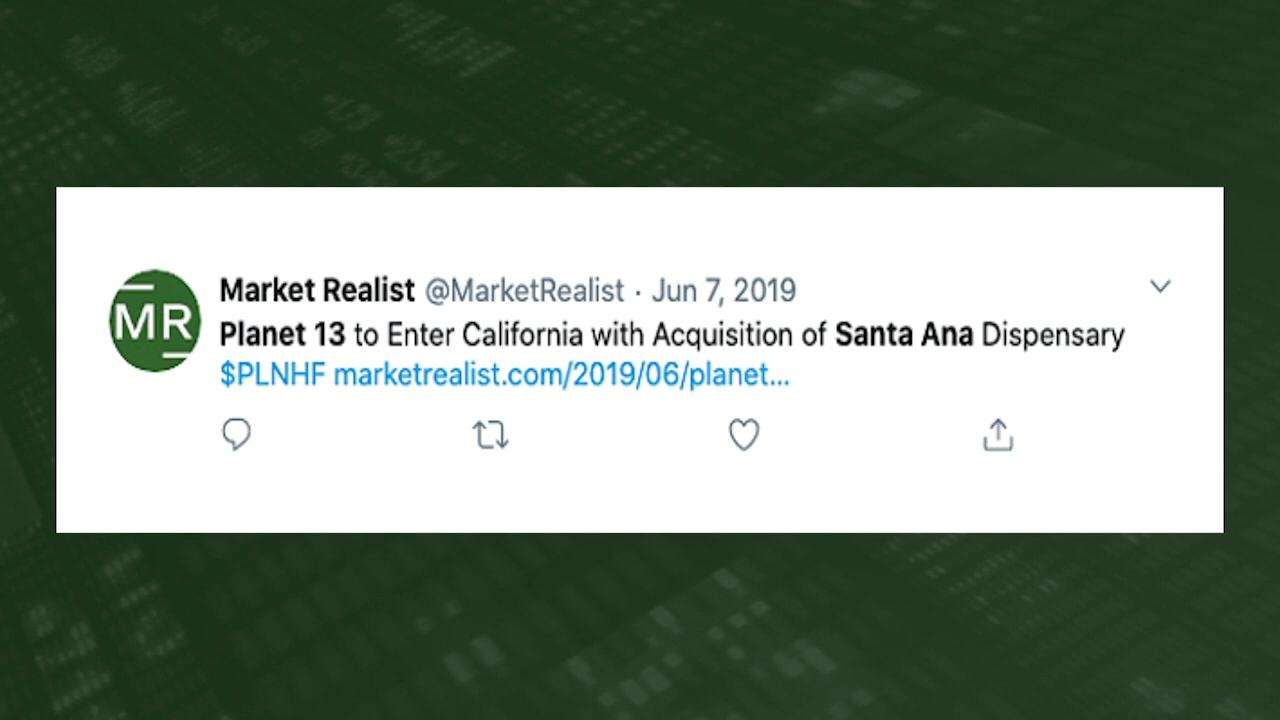 MR
Market Realist @MarketRealist · Jun 7, 2019
Planet 13 to Enter California with Acquisition of Santa Ana Dispensary
$PLNHF marketrealist.com/2019/06/planet...